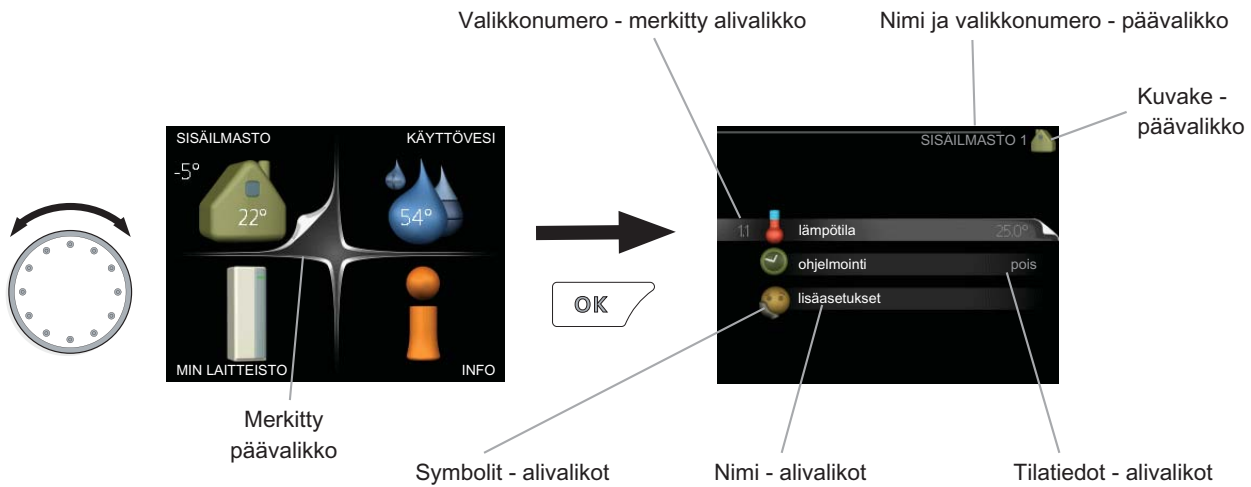 Valikkonumero - merkitty alivalikko
Nimi ja valikkonumero - päävalikko
Kuvake -
päävalikko
SISÄILMASTO
KÄYTTÖVESI
-5°
22°
54°
MIN LAITTEISTO
INFO
Merkitty
päävalikko
OK
SISÄILMASTO 1
1.1 lämpötila 25.0°
ohjelmointi pois
lisäasetukset
Symbolit - alivalikot
Nimi - alivalikot
Tilatiedot - alivalikot